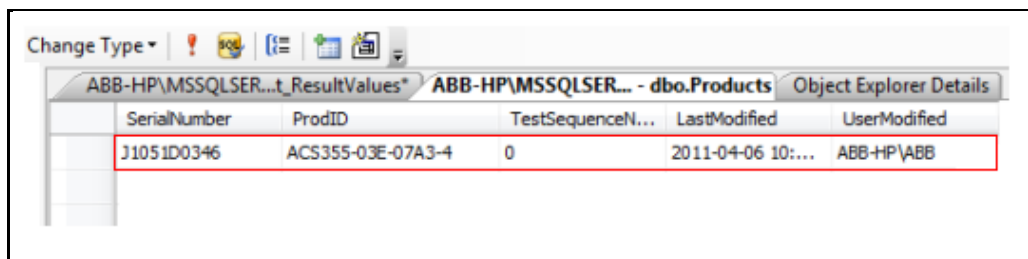 Change Type SQL
ABB-HP\MSSQLSER...t_ResultValues* ABB-HP\MSSQLSER... - dbo.Products Object Explorer Details
SerialNumber ProdID TestSequenceN... LastModified UserModified
J1051D0346 ACS355-03E-07A3-4 0 2011-04-06 10:... ABB-HP\ABB